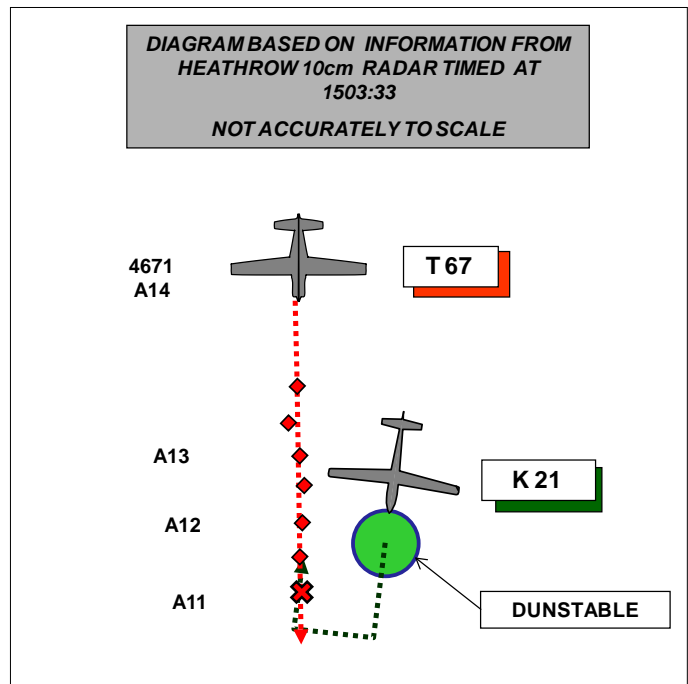 DIAGRAM BASED ON INFORMATION FROM
HEATHROW 10cm RADAR TIMED AT
1503:33
NOT ACCURATELY TO SCALE
4671
A14
T 67
A13
K 21
A12
A11
DUNSTABLE